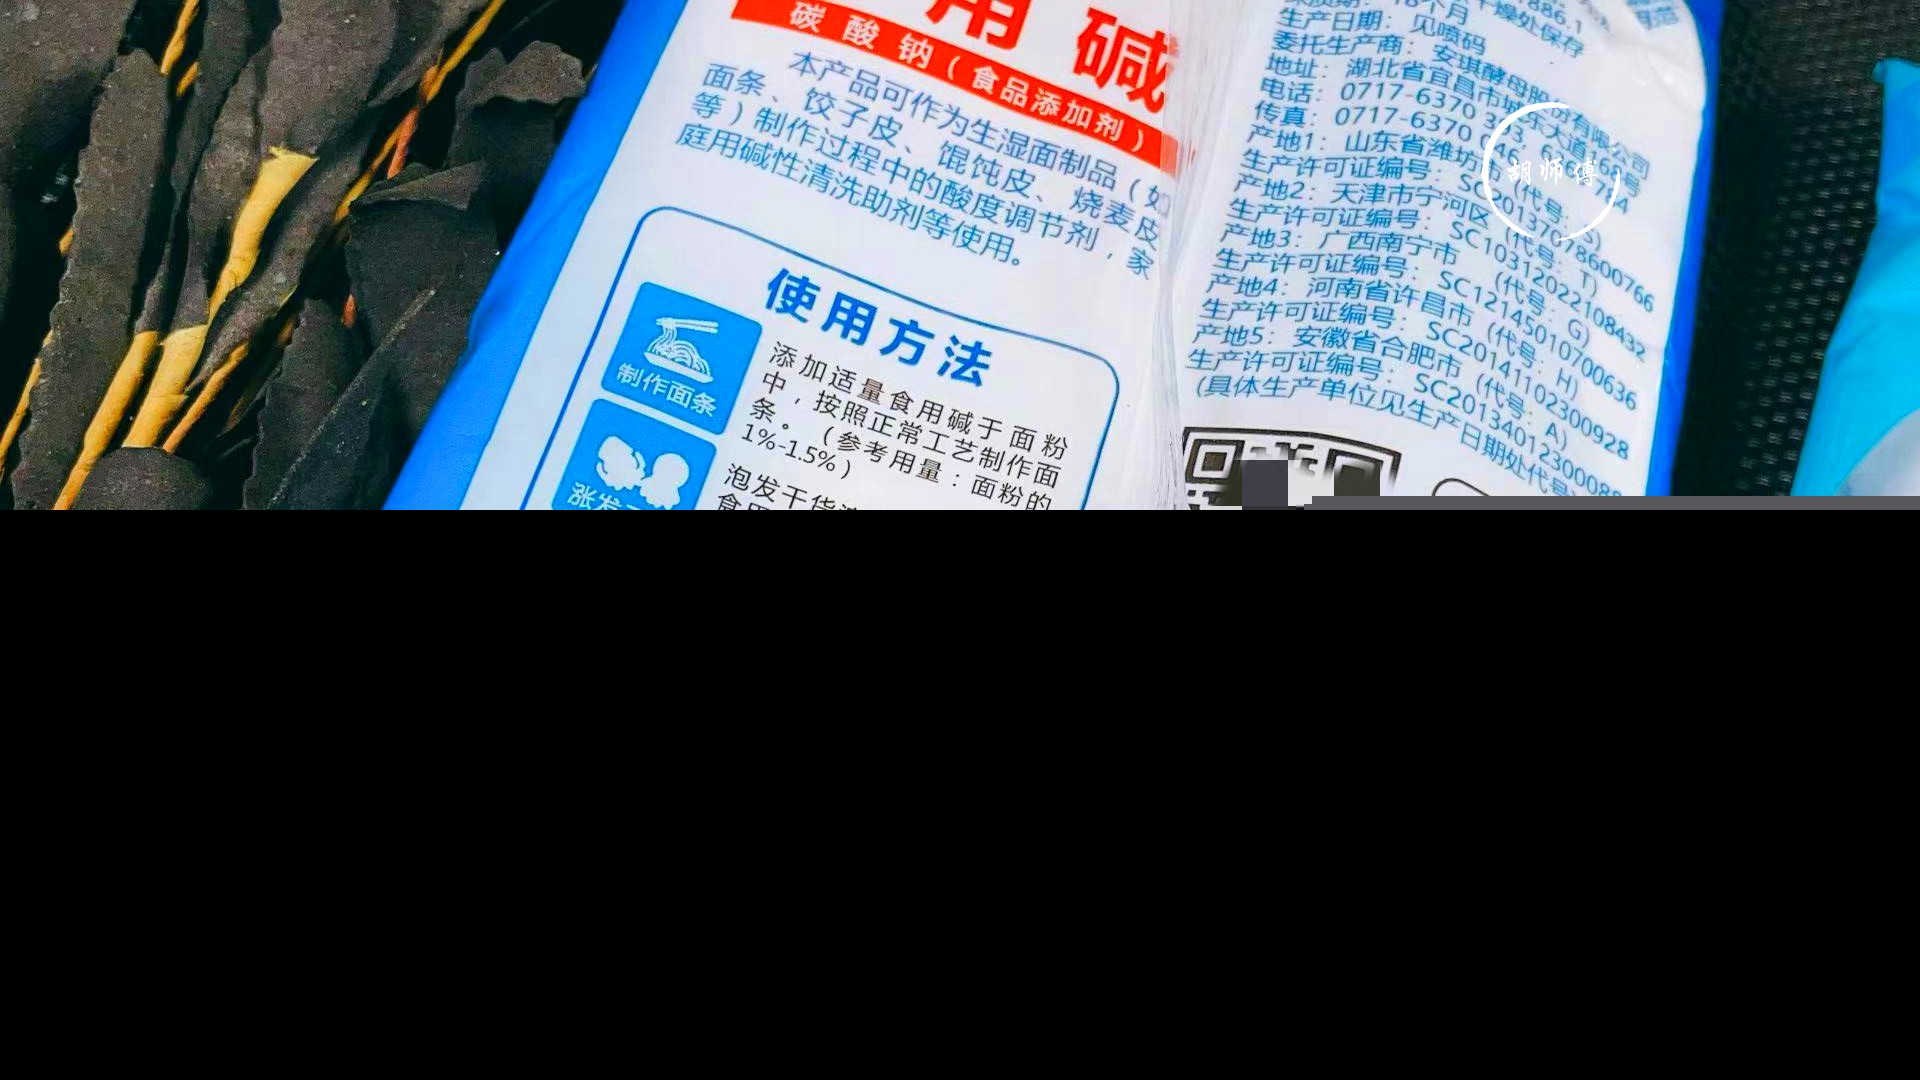 用碱
碳酸钠（食品添加剂）
本产品可作为生湿面制品（如
面条、饺子皮、馄饨皮、烧麦皮
等）制作过程中的酸度调节剂，家
庭用碱性清洗助剂等使用。
使用方法
制作面条
添加适量食用碱于面粉
中，按照正常工艺制作面
条。（参考用量：面粉的
1%-1.5%）
涨发
泡发干货
886.1
18个月
干燥处保存
生产日期：见喷码
委托生产商：安琪酵母股份有限公司
地址：湖北省宜昌市城东大道
电话：0717-6370
传真：0717-6370
产地1：山东省潍坊 （代号：S)
生产许可证编号：SC20137078600766
产地2：天津市宁河区（代号：T)
生产许可证编号：SC10312022108432
产地3：广西南宁市（代号：G)
生产许可证编号：SC12145010700636
产地4：河南省许昌市（代号：H)
生产许可证编号：SC20141102300928
产地5：安徽省合肥市（代号：A)
生产许可证编号：SC2013401230008
(具体生产单位见生产日期处代号
胡师傅